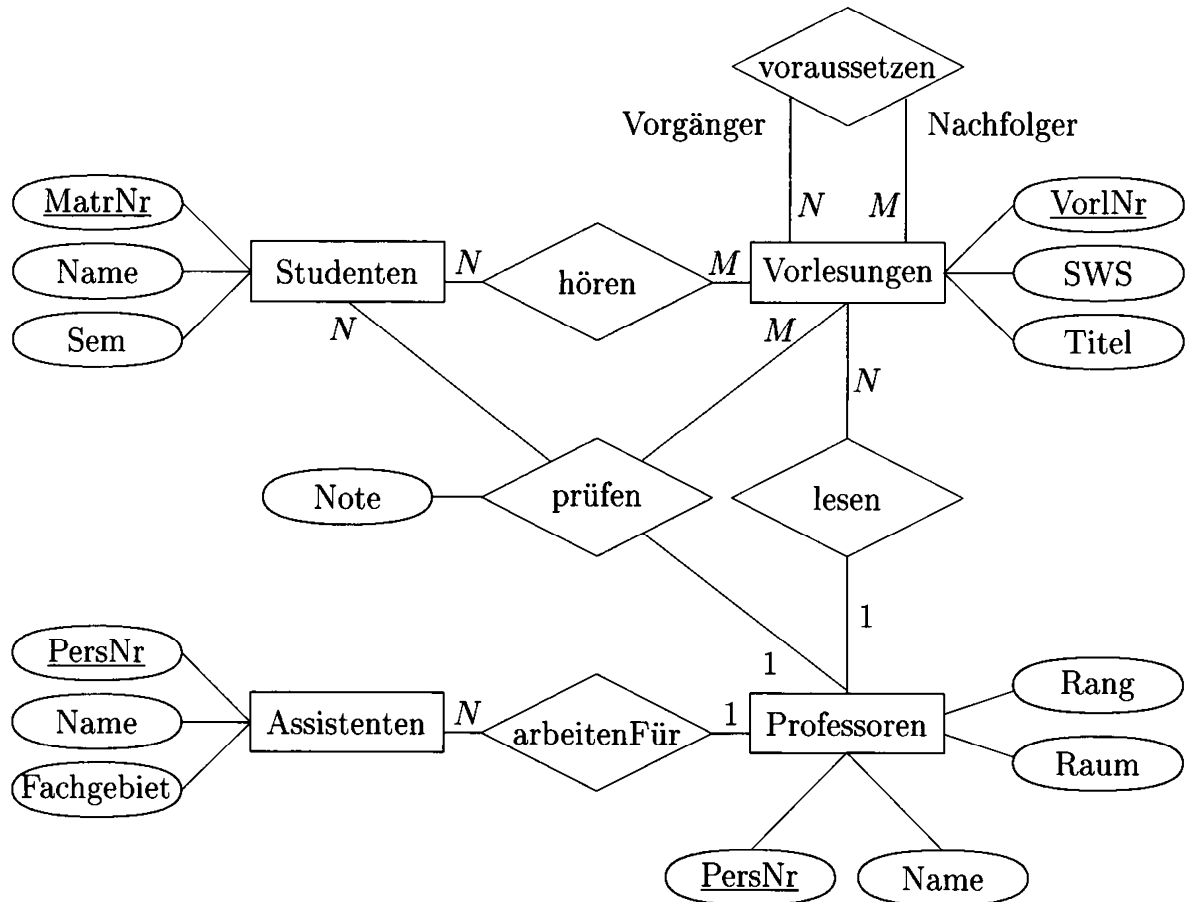 voraussetzen
Vorgänger
Nachfolger
N
M
MatrNr
Name
Sem
Studenten
N
hören
M
Vorlesungen
VorlNr
SWS
Titel
N
M
N
Note
prüfen
lesen
1
1
PersNr
Name
Fachgebiet
Assistenten
N
arbeitenFür
1
Professoren
Rang
Raum
PersNr
Name